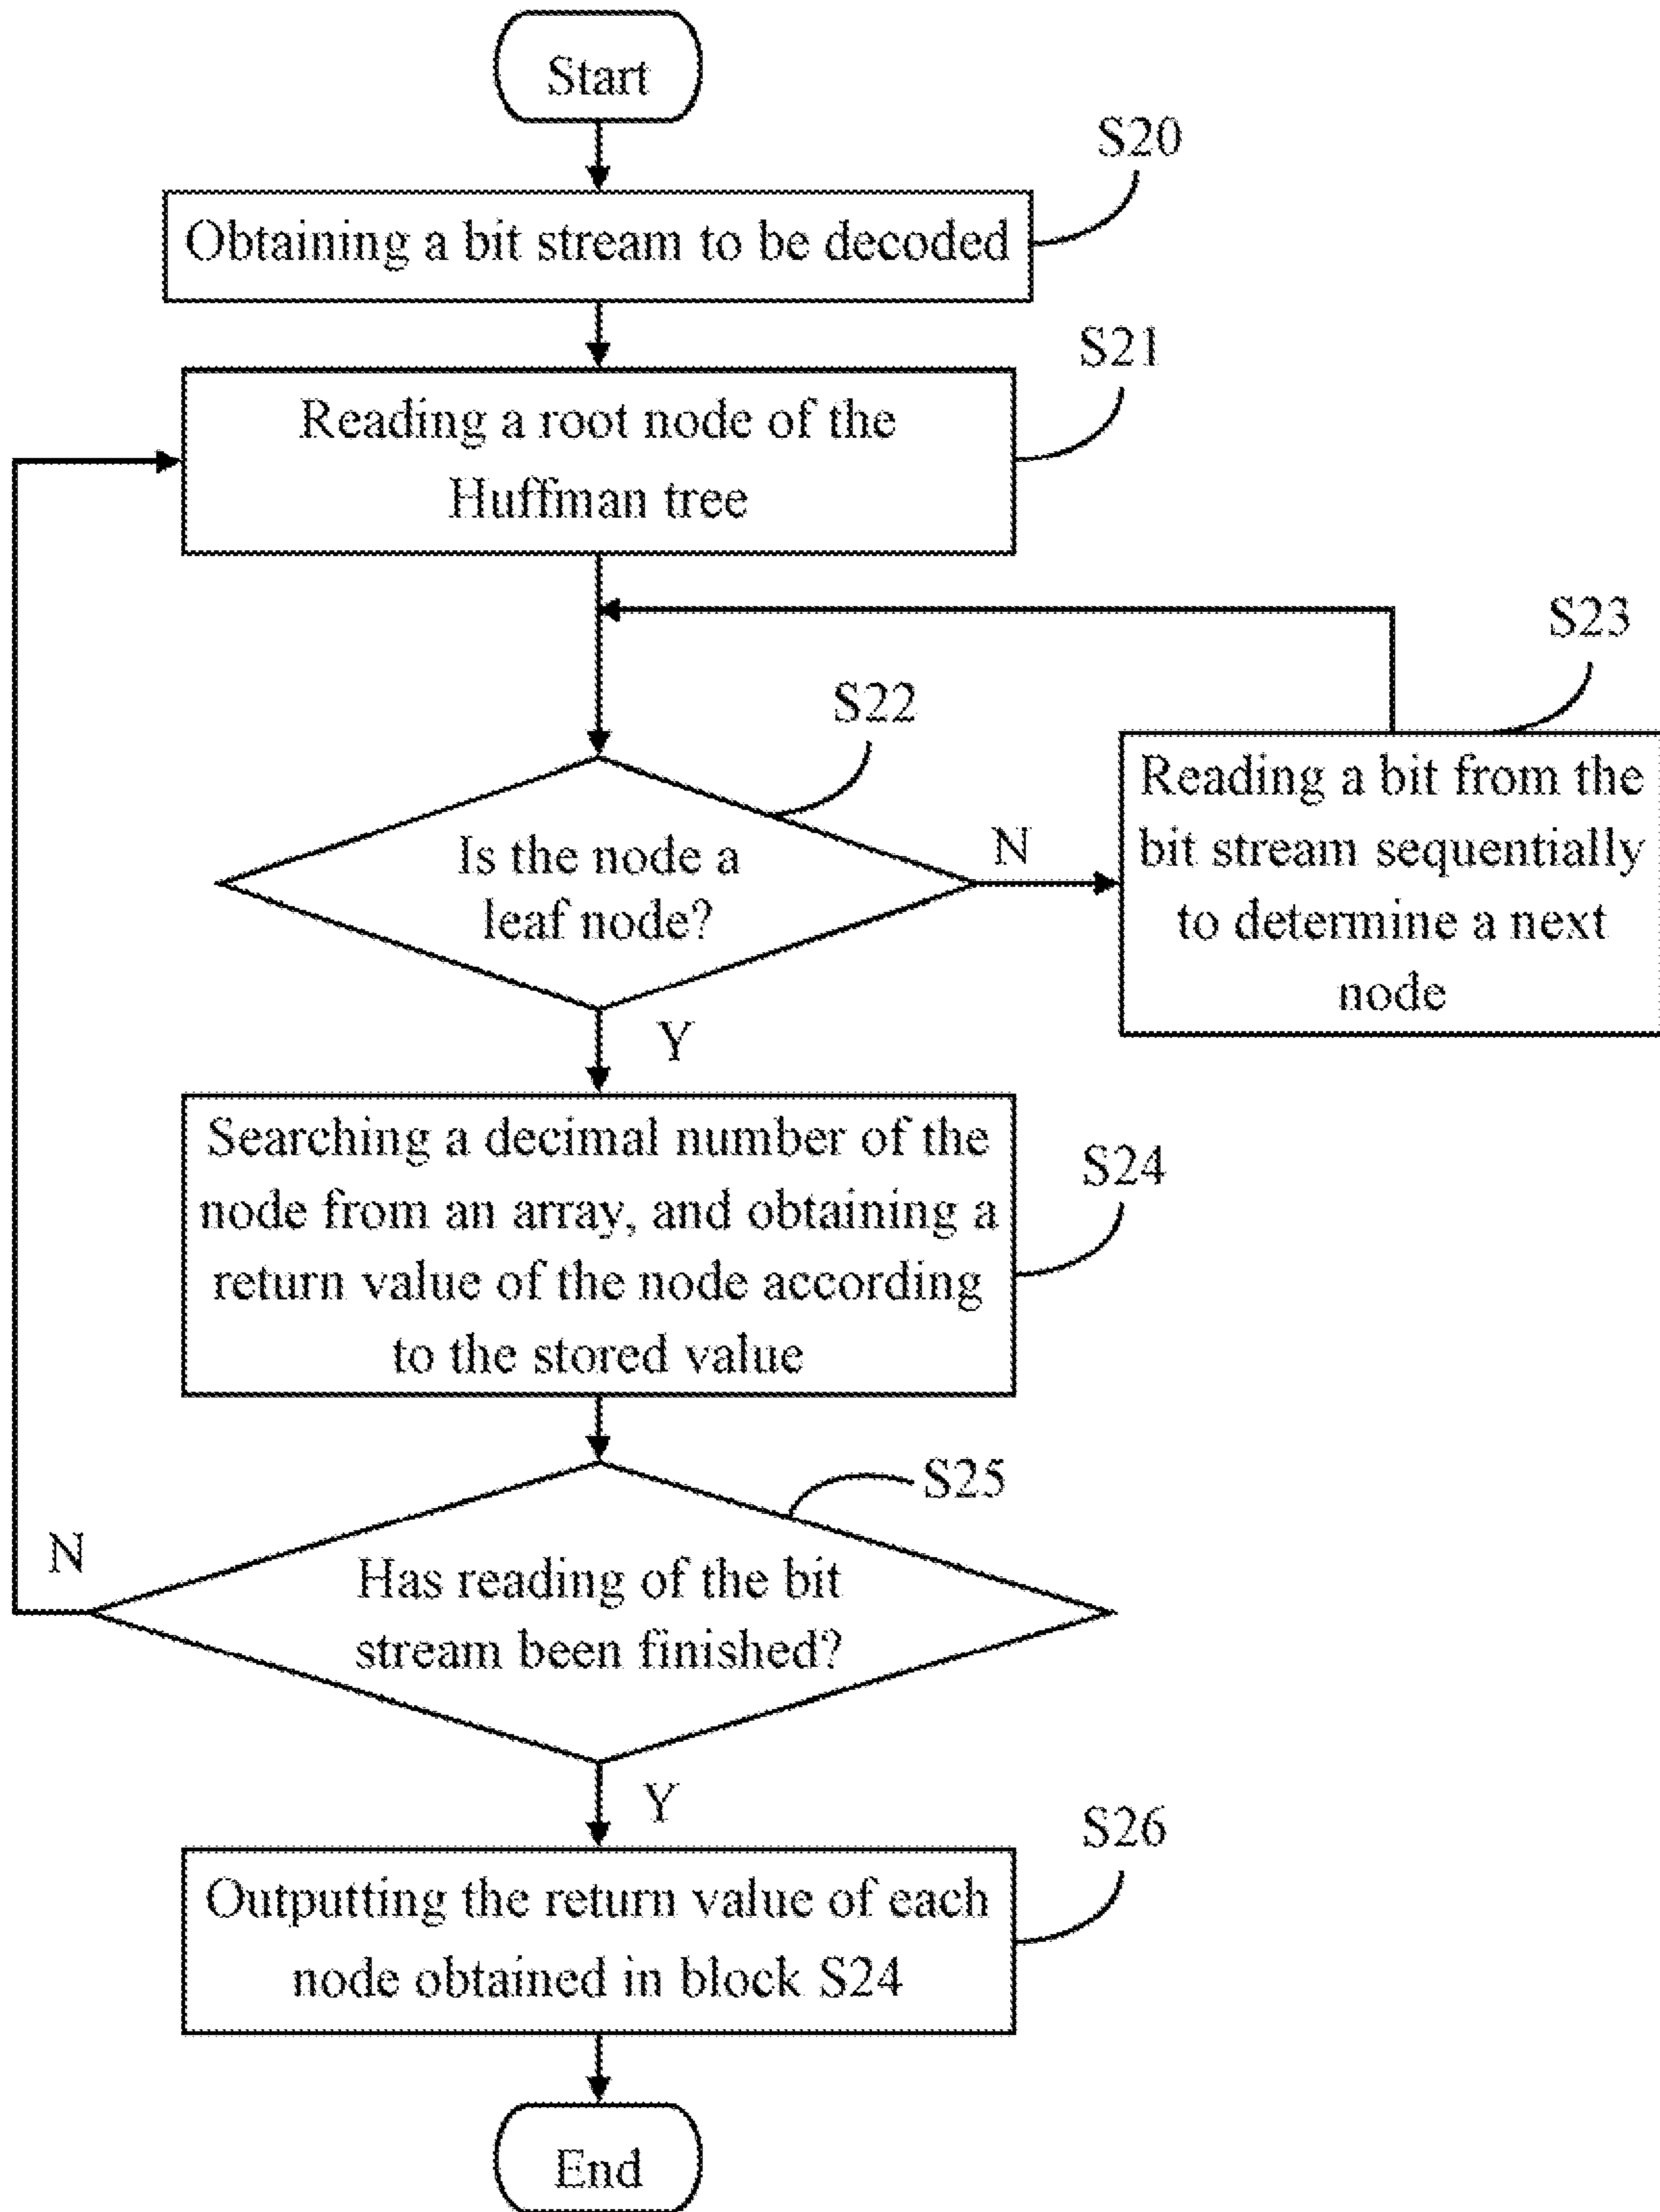 Start
S20
Obtaining a bit stream to be decoded
S21
Reading a root node of the
Huffman tree
S23
S22
Reading a bit from the
bit stream sequentially
to determine a next
node
N
Is the node a
leaf node?
Y
Searching a decimal number of the
node from an array, and obtaining a
return value of the node according
to the stored value
S24
S25
N
Has reading of the bit
stream been finished?
Y
S26
Outputting the return value of each
node obtained in block S24
End